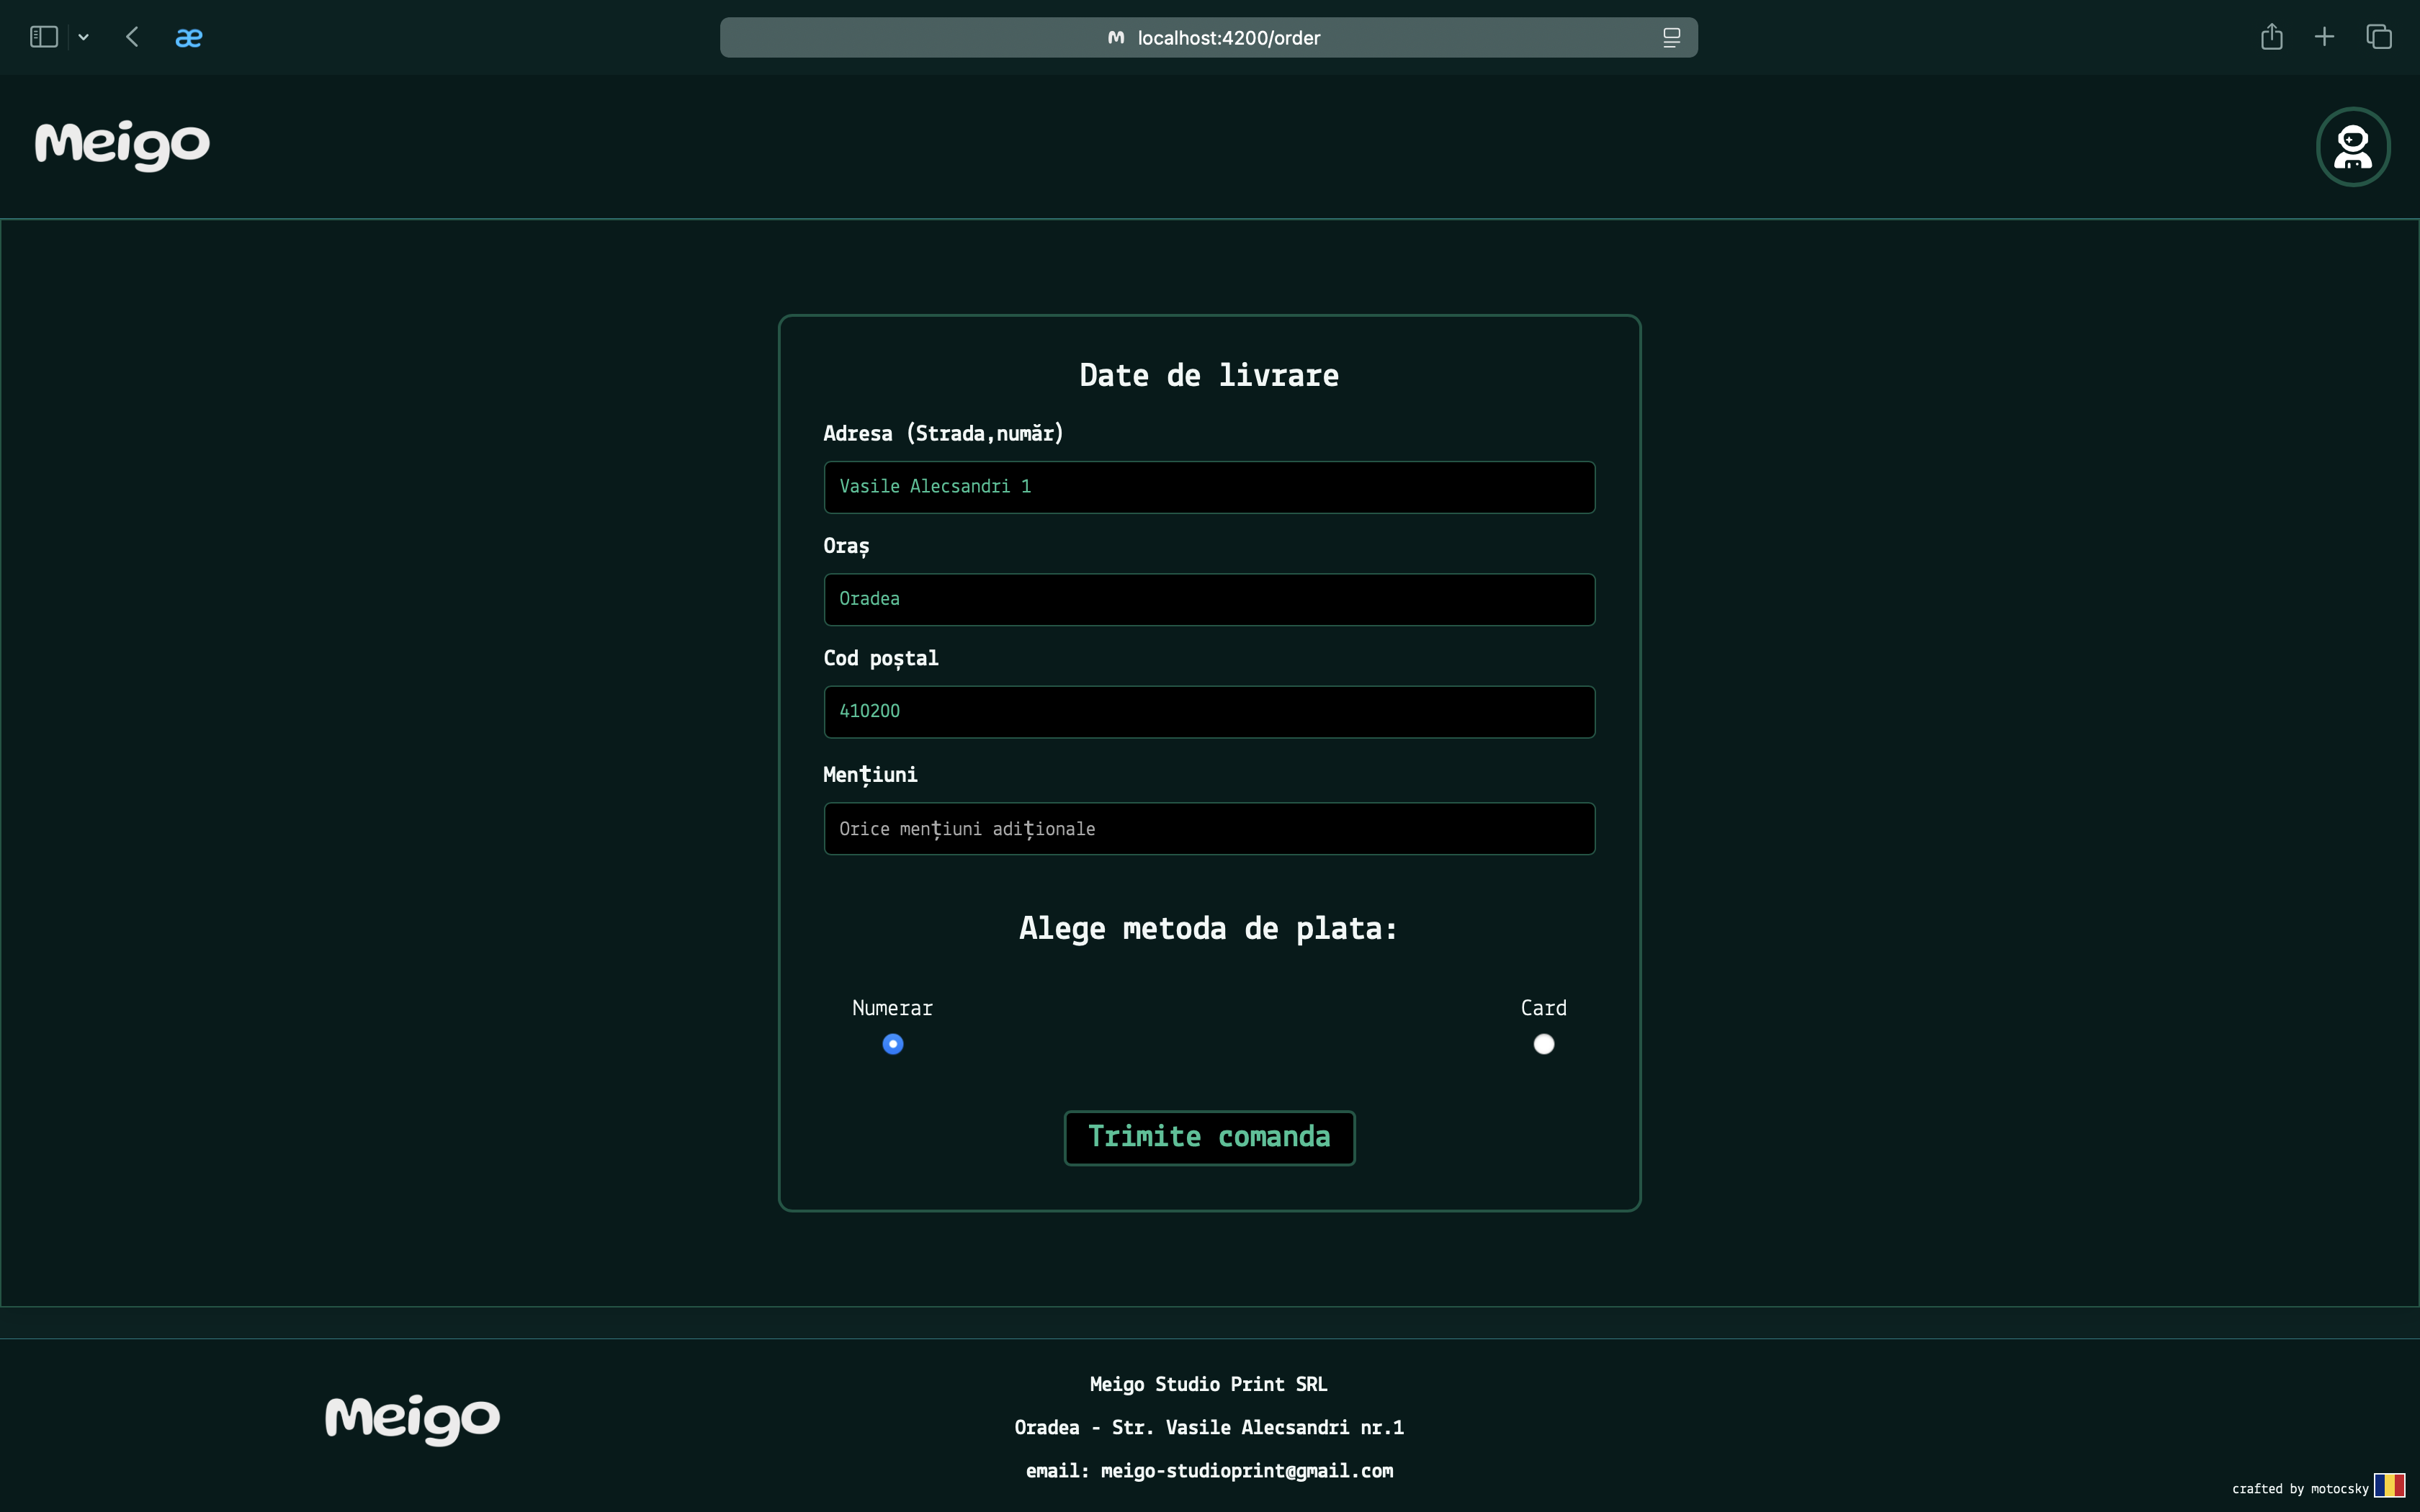 æ
localhost:4200/order
Meigo
Date de livrare
Adresa (Strada,număr)
Vasile Alecsandri 1
Oraș
Oradea
Cod poștal
410200
Mențiuni
Orice mențiuni adiționale
Alege metoda de plata:
Numerar Card
Trimite comanda
Meigo
Meigo Studio Print SRL
Oradea - Str. Vasile Alecsandri nr.1
email: meigo-studioprint@gmail.com
crafted by motocsky